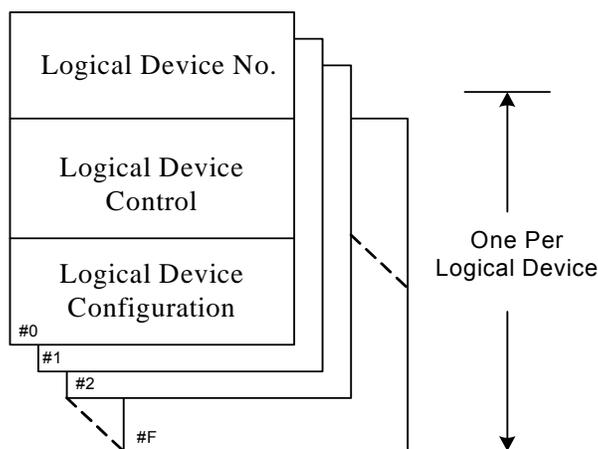 Logical Device No.
Logical Device
Control
Logical Device
Configuration
#0
#1
#2
#F
One Per
Logical Device